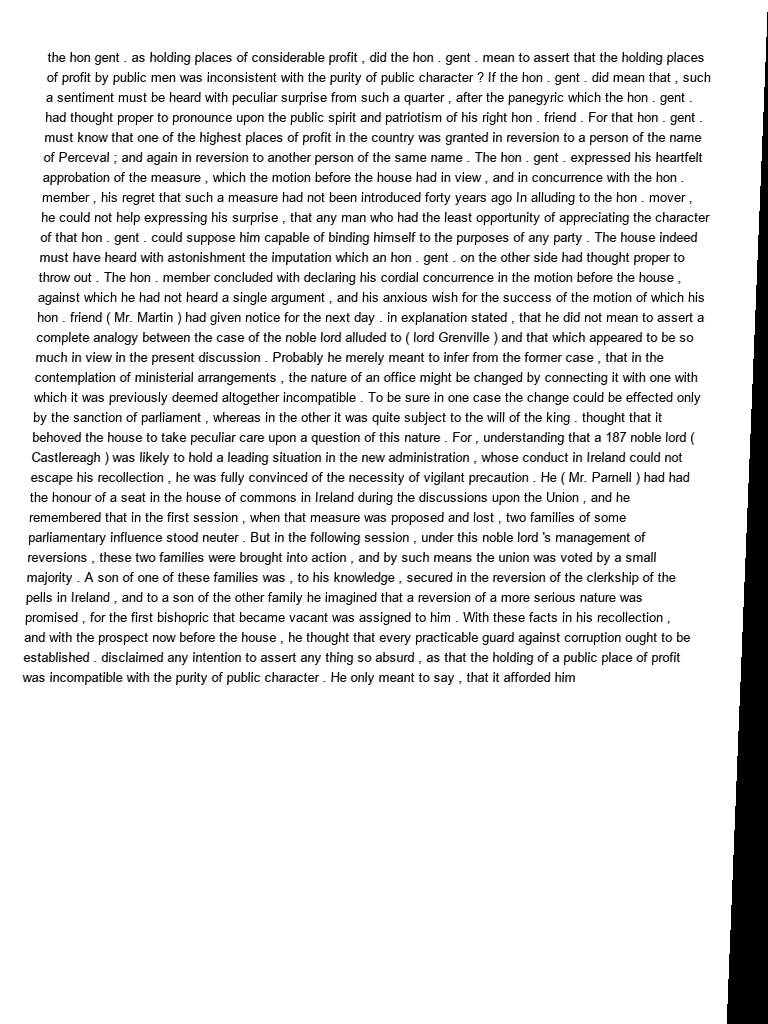 the hon gent . as holding places of considerable profit , did the hon . gent . mean to assert that the holding places
of profit by public men was inconsistent with the purity of public character ? If the hon . gent . did mean that , such
a sentiment must be heard with peculiar surprise from such a quarter , after the panegyric which the hon . gent .
had thought proper to pronounce upon the public spirit and patriotism of his right hon . friend . For that hon . gent .
must know that one of the highest places of profit in the country was granted in reversion to a person of the name
of Perceval ; and again in reversion to another person of the same name . The hon . gent . expressed his heartfelt
approbation of the measure , which the motion before the house had in view , and in concurrence with the hon .
member , his regret that such a measure had not been introduced forty years ago In alluding to the hon . mover ,
he could not help expressing his surprise , that any man who had the least opportunity of appreciating the character
of that hon . gent . could suppose him capable of binding himself to the purposes of any party . The house indeed
must have heard with astonishment the imputation which an hon . gent . on the other side had thought proper to
throw out . The hon . member concluded with declaring his cordial concurrence in the motion before the house ,
against which he had not heard a single argument , and his anxious wish for the success of the motion of which his
hon . friend ( Mr. Martin ) had given notice for the next day . in explanation stated , that he did not mean to assert a
complete analogy between the case of the noble lord alluded to ( lord Grenville ) and that which appeared to be so
much in view in the present discussion . Probably he merely meant to infer from the former case , that in the
contemplation of ministerial arrangements , the nature of an office might be changed by connecting it with one with
which it was previously deemed altogether incompatible . To be sure in one case the change could be effected only
by the sanction of parliament , whereas in the other it was quite subject to the will of the king . thought that it
behoved the house to take peculiar care upon a question of this nature . For , understanding that a 187 noble lord (
Castlereagh ) was likely to hold a leading situation in the new administration , whose conduct in Ireland could not
escape his recollection , he was fully convinced of the necessity of vigilant precaution . He ( Mr. Parnell ) had had
the honour of a seat in the house of commons in Ireland during the discussions upon the Union , and he
remembered that in the first session , when that measure was proposed and lost , two families of some
parliamentary influence stood neuter . But in the following session , under this noble lord 's management of
reversions , these two families were brought into action , and by such means the union was voted by a small
majority . A son of one of these families was , to his knowledge , secured in the reversion of the clerkship of the
pells in Ireland , and to a son of the other family he imagined that a reversion of a more serious nature was
promised , for the first bishopric that became vacant was assigned to him . With these facts in his recollection ,
and with the prospect now before the house , he thought that every practicable guard against corruption ought to be
established . disclaimed any intention to assert any thing so absurd , as that the holding of a public place of profit
was incompatible with the purity of public character . He only meant to say , that it afforded him